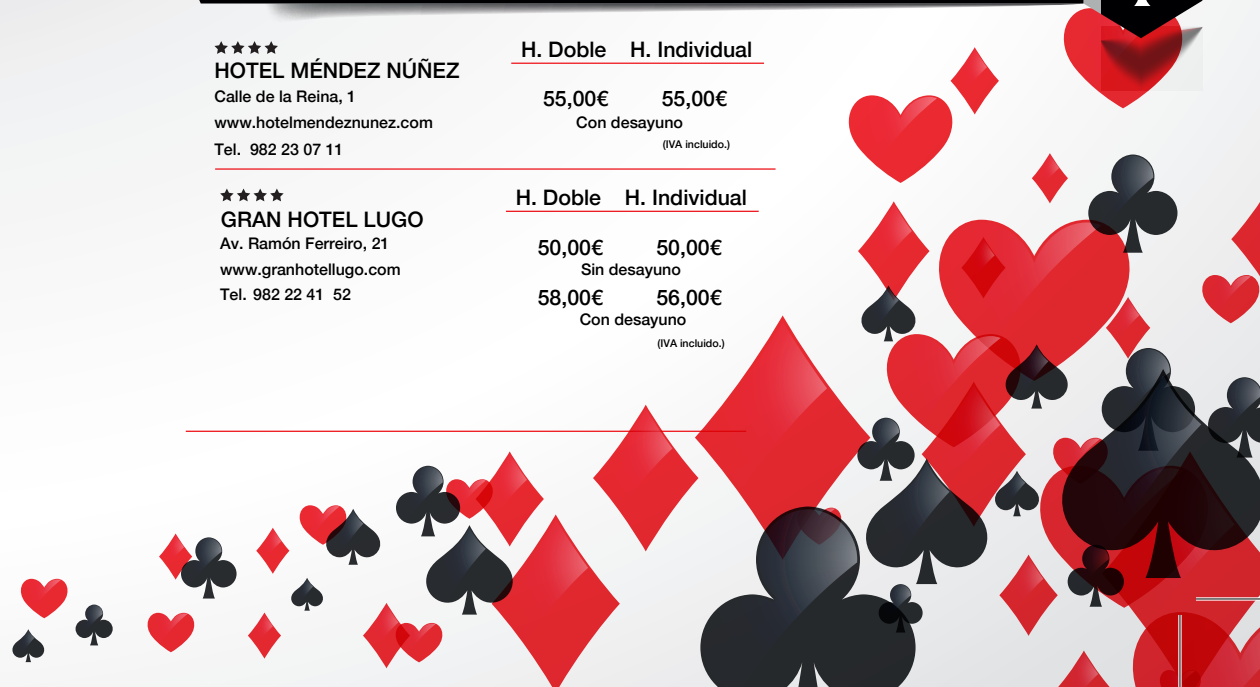 ★★★★
HOTEL MÉNDEZ NÚÑEZ
Calle de la Reina, 1
www.hotelmendeznunez.com
Tel. 982 23 07 11
H. Doble H. Individual
55,00€ 55,00€
Con desayuno
(IVA incluido.)
★★★★
GRAN HOTEL LUGO
Av. Ramón Ferreiro, 21
www.granhotellugo.com
Tel. 982 22 41 52
H. Doble H. Individual
50,00€ 50,00€
Sin desayuno
58,00€ 56,00€
Con desayuno
(IVA incluído.)